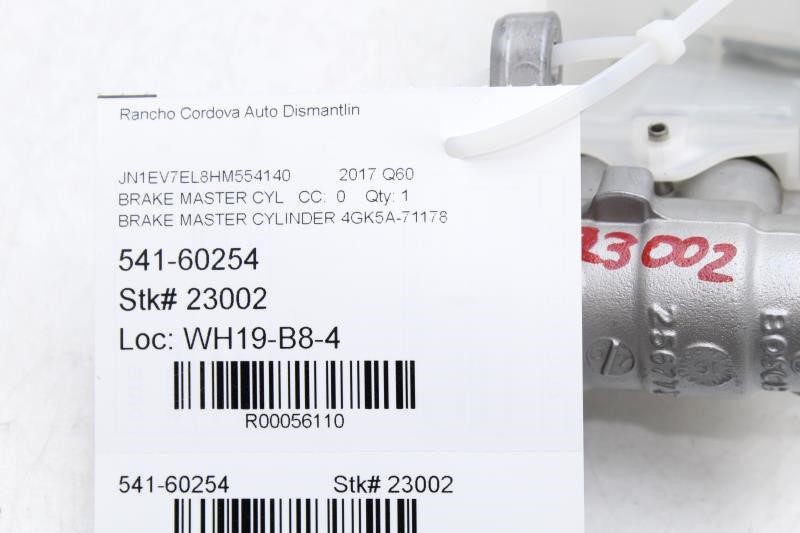 Rancho Cordova Auto Dismantlin
JN1EV7EL8HM554140 2017 Q60
BRAKE MASTER CYL CC: 0 Qty: 1
BRAKE MASTER CYLINDER 4GK5A-71178
541-60254
Stk# 23002
Loc: WH19-B8-4
R00056110
541-60254 Stk# 23002
23002
BOSCH